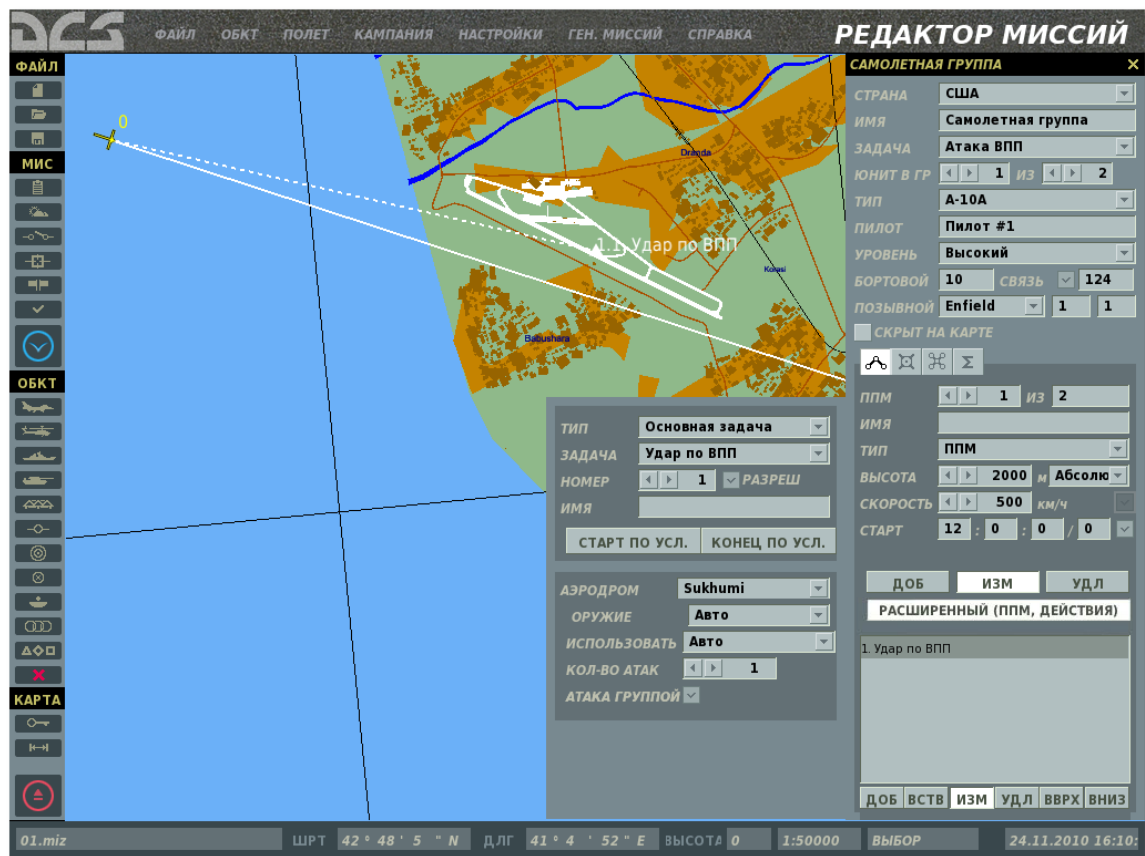 DCS
ФАЙЛ ОБКТ ПОЛЕТ КАМПАНИЯ НАСТРОЙКИ ГЕН. МИССИЙ СПРАВКА РЕДАКТОР МИССИЙ
ФАЙЛ
МИС
ОБКТ
КАРТА
0
Dranda
1.1. Удар по ВПП
Korasi
Babushara
ТИП Основная задача
ЗАДАЧА Удар по ВПП
НОМЕР 1 РАЗРЕШ
ИМЯ
СТАРТ ПО УСЛ. КОНЕЦ ПО УСЛ.
АЭРОДРОМ Sukhumi
ОРУЖИЕ Авто
ИСПОЛЬЗОВАТЬ Авто
КОЛ-ВО АТАК 1
АТАКА ГРУППОЙ
САМОЛЕТНАЯ ГРУППА ×
СТРАНА США
ИМЯ Самолетная группа
ЗАДАЧА Атака ВПП
ЮНИТ В ГР 1 ИЗ 2
ТИП A-10A
ПИЛОТ Пилот #1
УРОВЕНЬ Высокий
БОРТОВОЙ 10 СВЯЗЬ 124
ПОЗЫВНОЙ Enfield 1 1
СКРЫТ НА КАРТЕ
Σ
ППМ 1 ИЗ 2
ИМЯ
ТИП ППМ
ВЫСОТА 2000 м Абсолю
СКОРОСТЬ 500 км/ч
СТАРТ 12 : 0 : 0 / 0
ДОБ ИЗМ УДЛ
РАСШИРЕННЫЙ (ППМ, ДЕЙСТВИЯ)
1. Удар по ВПП
ДОБ ВСТВ ИЗМ УДЛ ВВРХ ВНИЗ
01.miz ШРТ 42 ° 48 ' 5 " N ДЛГ 41 ° 4 ' 52 " E ВЫСОТА 0 1:50000 ВЫБОР 24.11.2010 16:10: